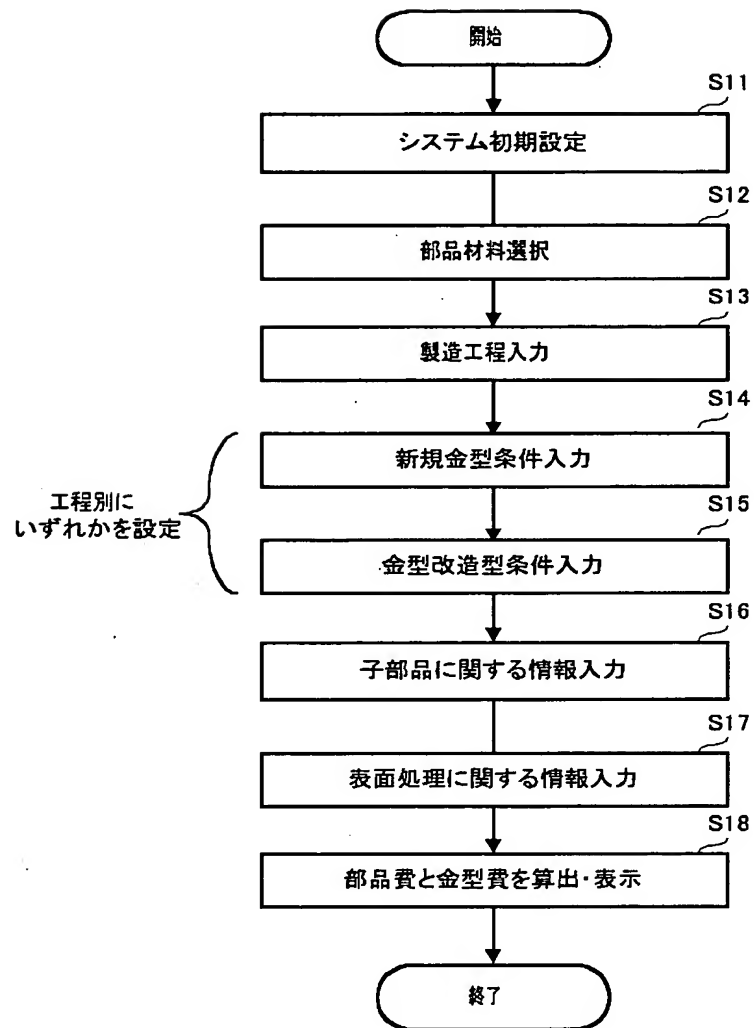 開始
S11
システム初期設定
S12
部品材料選択
S13
製造工程入力
S14
新規金型条件入力
工程別に
いずれかを設定
S15
金型改造型条件入力
S16
子部品に関する情報入力
S17
表面処理に関する情報入力
S18
部品費と金型費を算出・表示
終了